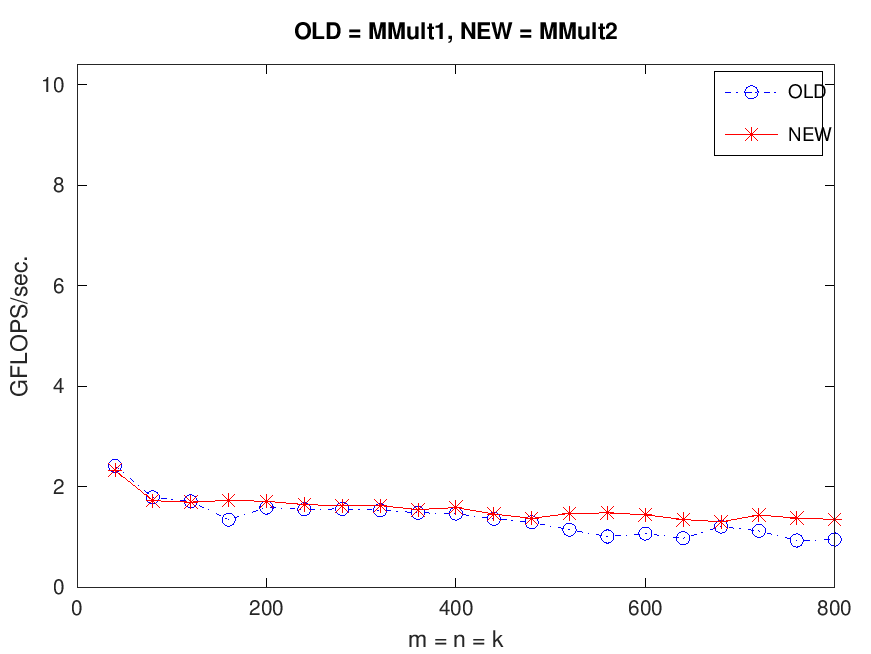 OLD = MMult1, NEW = MMult2
10
8
6
4
2
0
GFLOPS/sec.
OLD
NEW
0 200 400 600 800
m = n = k